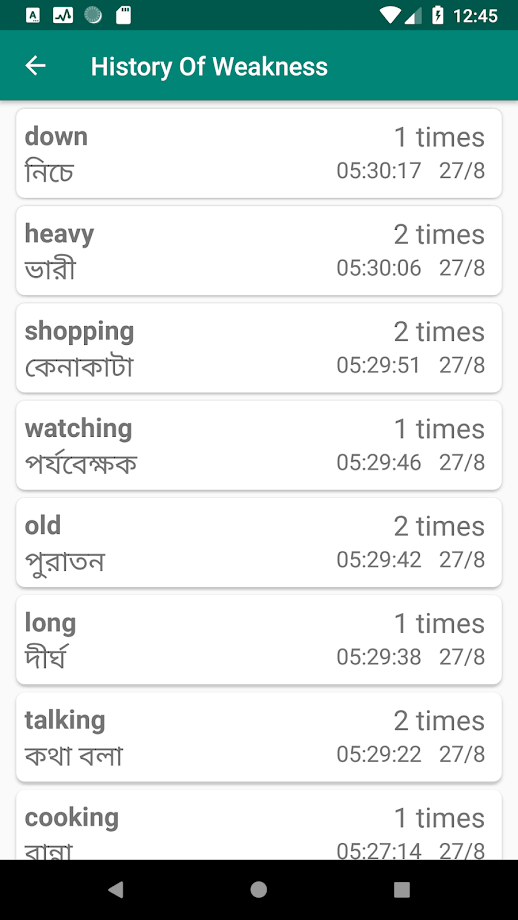 12:45
History Of Weakness
down 1 times
নিচে 05:30:17 27/8
heavy 2 times
ভারী 05:30:06 27/8
shopping 2 times
কেনাকাটা 05:29:51 27/8
watching 1 times
পর্যবেক্ষক 05:29:46 27/8
old 2 times
পুরাতন 05:29:42 27/8
long 1 times
দীর্ঘ 05:29:38 27/8
talking 2 times
কথা বলা 05:29:22 27/8
cooking 1 times
রান্না 05:27:14 27/8